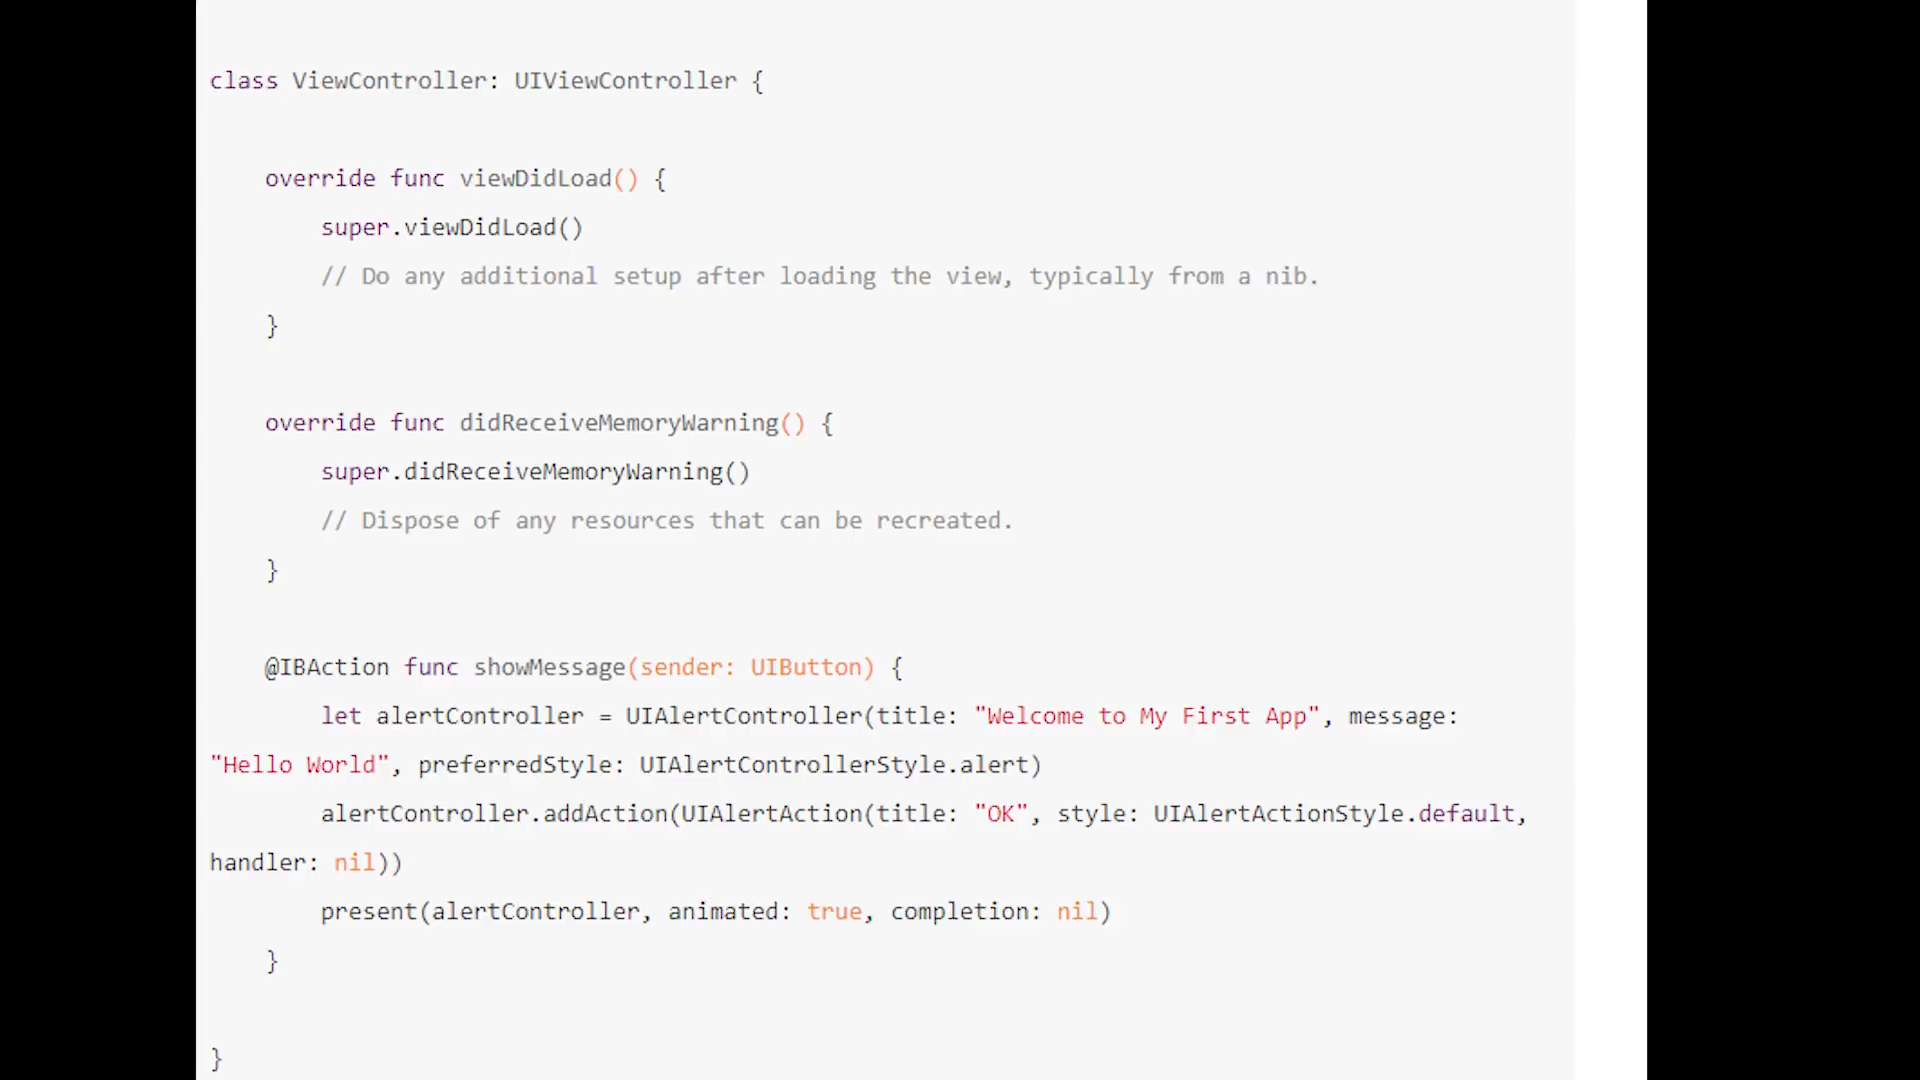 class ViewController: UIViewController {
override func viewDidLoad() {
super.viewDidLoad()
// Do any additional setup after loading the view, typically from a nib.
}
override func didReceiveMemoryWarning() {
super.didReceiveMemoryWarning()
// Dispose of any resources that can be recreated.
}
@IBAction func showMessage(sender: UIButton) {
let alertController = UIAlertController(title: "Welcome to My First App", message:
"Hello World", preferredStyle: UIAlertControllerStyle.alert)
alertController.addAction(UIAlertAction(title: "OK", style: UIAlertActionStyle.default,
handler: nil))
present(alertController, animated: true, completion: nil)
}
}